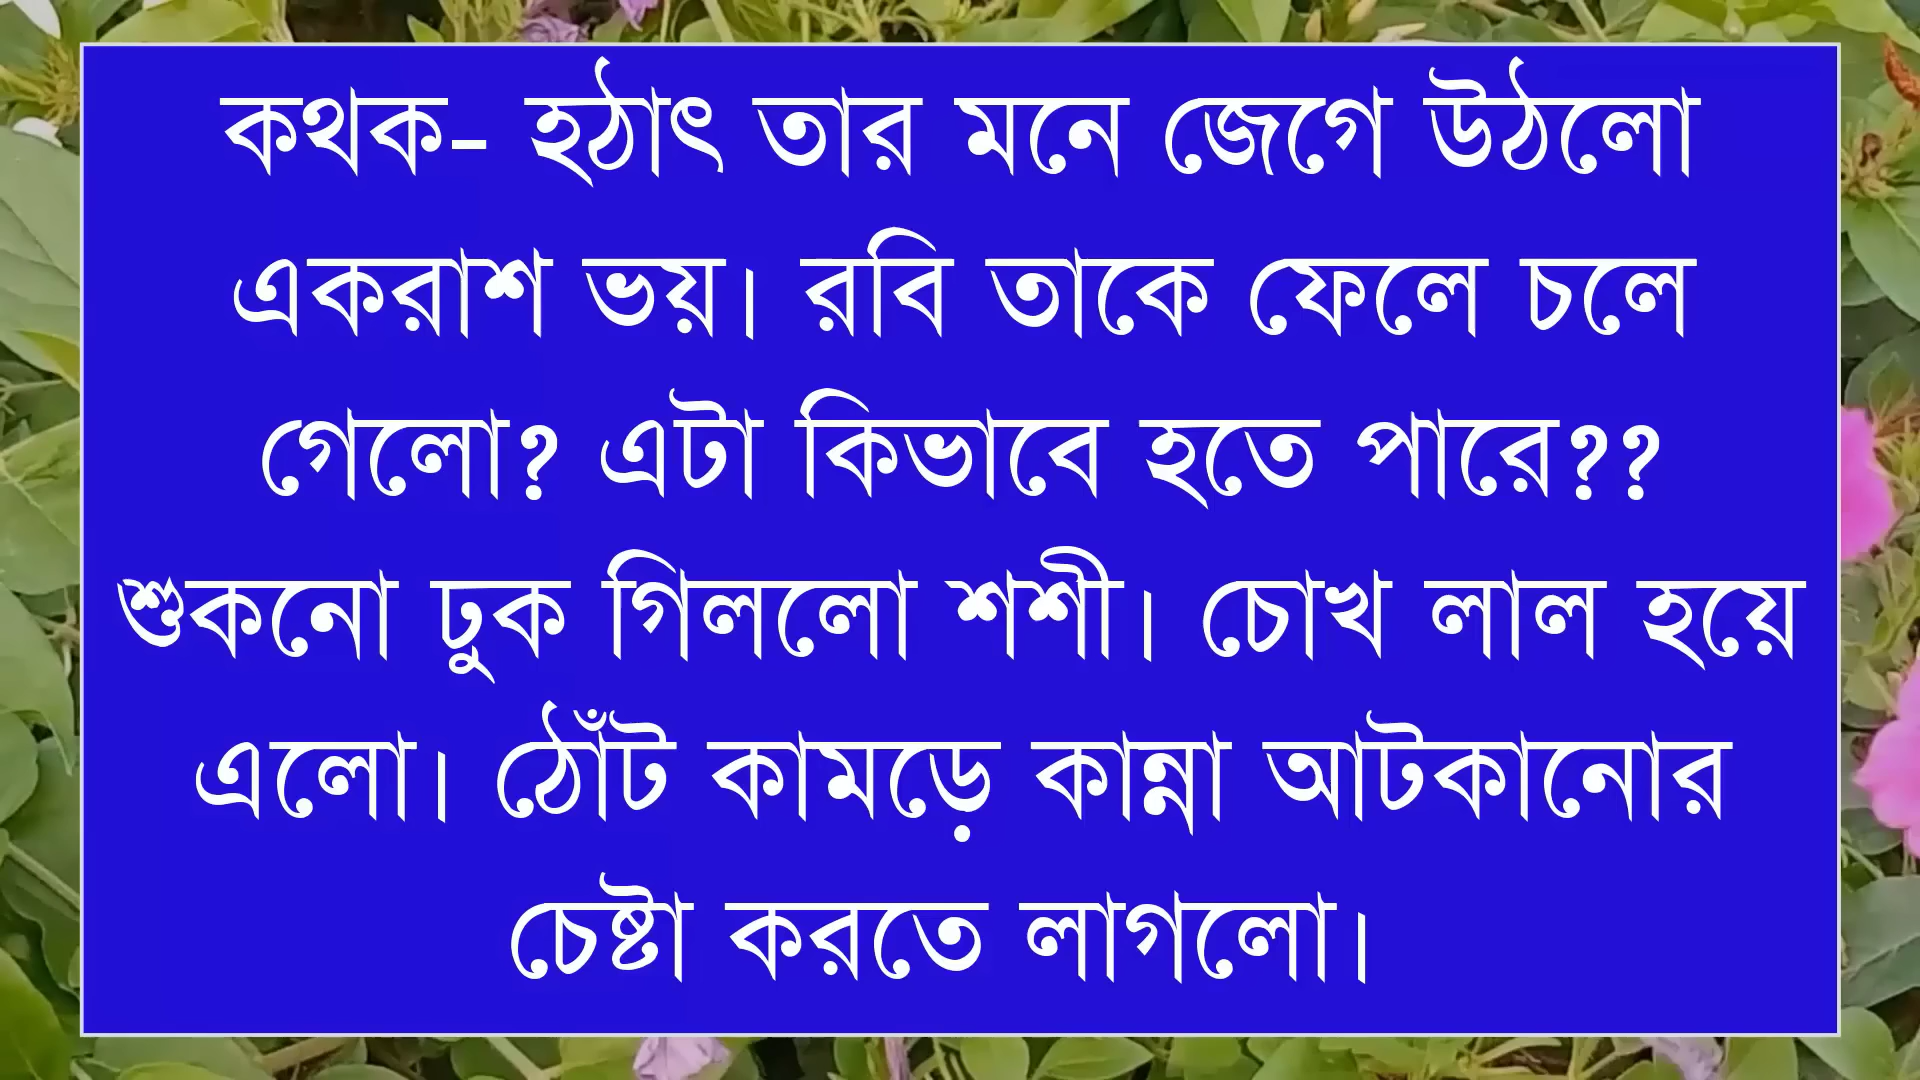 কথক- হঠাৎ তার মনে জেগে উঠলো
একরাশ ভয়। রবি তাকে ফেলে চলে
গেলো? এটা কিভাবে হতে পারে??
শুকনো ঢুক গিললো শশী। চোখ লাল হয়ে
এলো। ঠোঁট কামড়ে কান্না আটকানোর
চেষ্টা করতে লাগলো।